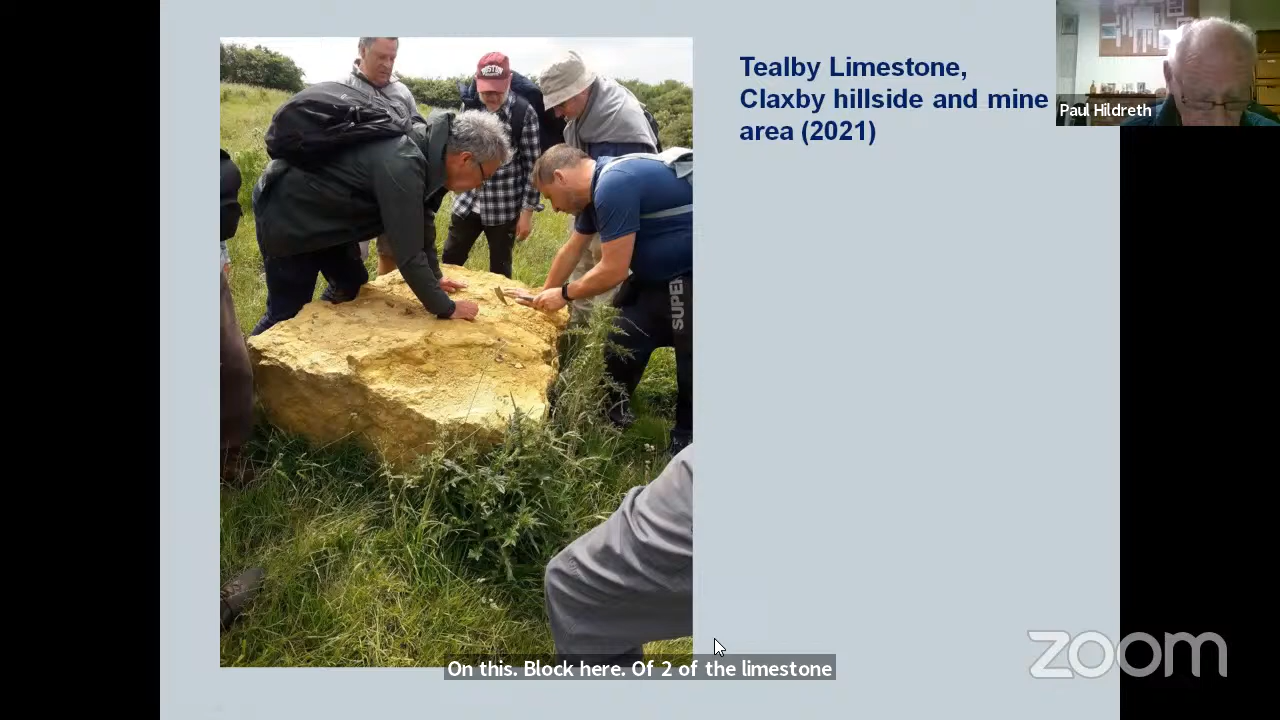 Tealby Limestone,
Claxby hillside and mine
area (2021)
Paul Hildreth
SUPER
On this. Block here. Of 2 of the limestone
zoom